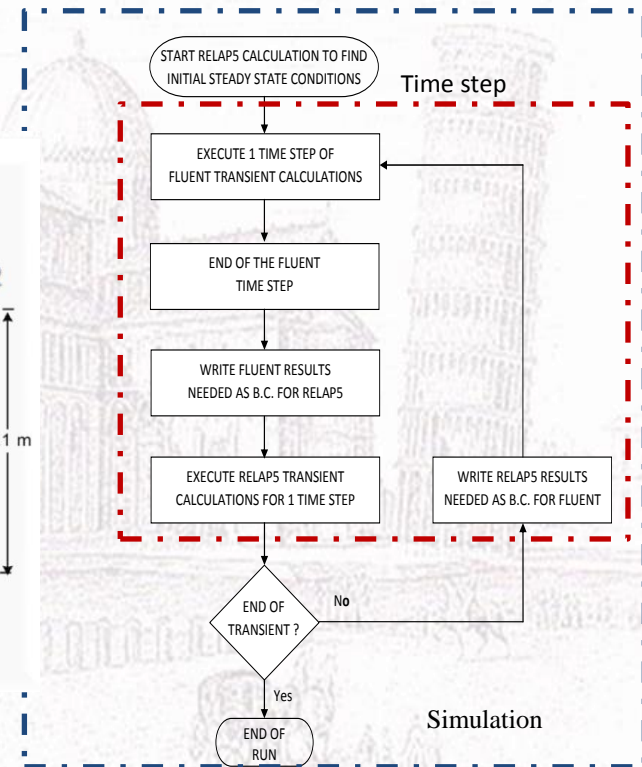 START RELAP5 CALCULATION TO FIND
INITIAL STEADY STATE CONDITIONS
Time step
EXECUTE 1 TIME STEP OF
FLUENT TRANSIENT CALCULATIONS
END OF THE FLUENT
TIME STEP
WRITE FLUENT RESULTS
NEEDED AS B.C. FOR RELAP5
1 m
EXECUTE RELAP5 TRANSIENT
CALCULATIONS FOR 1 TIME STEP
WRITE RELAP5 RESULTS
NEEDED AS B.C. FOR FLUENT
END OF
TRANSIENT ?
No
Yes
END OF
RUN
Simulation